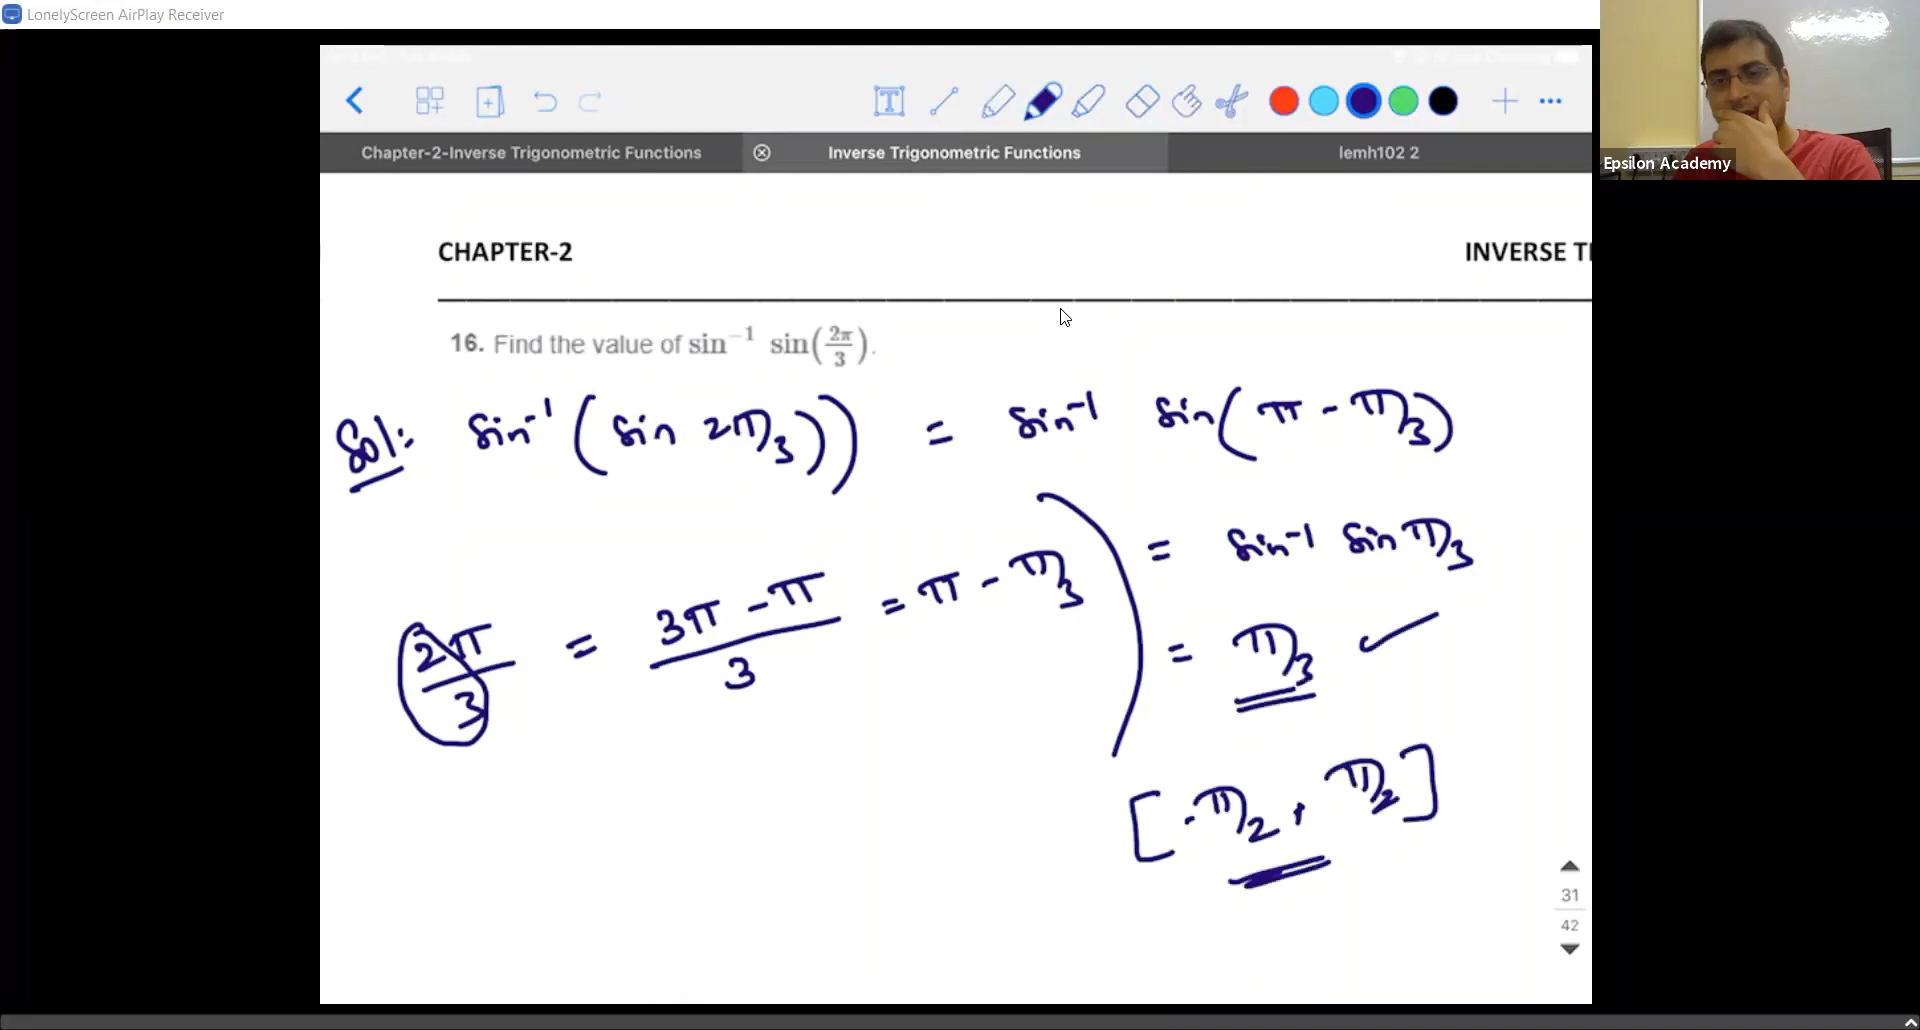 LonelyScreen AirPlay Receiver
Chapter-2-Inverse Trigonometric Functions
Inverse Trigonometric Functions
lemh102 2
Epsilon Academy
CHAPTER-2
INVERSE T
16. Find the value of sin⁻¹ sin(2π/3).
Sol: sin⁻¹(sin 2π/3)) = sin⁻¹ sin(π - π/3)
= sin⁻¹ sin π/3
2π/3 = (3π - π)/3 = π - π/3
= π/3 ✓
[-π/2, π/2]
31
42